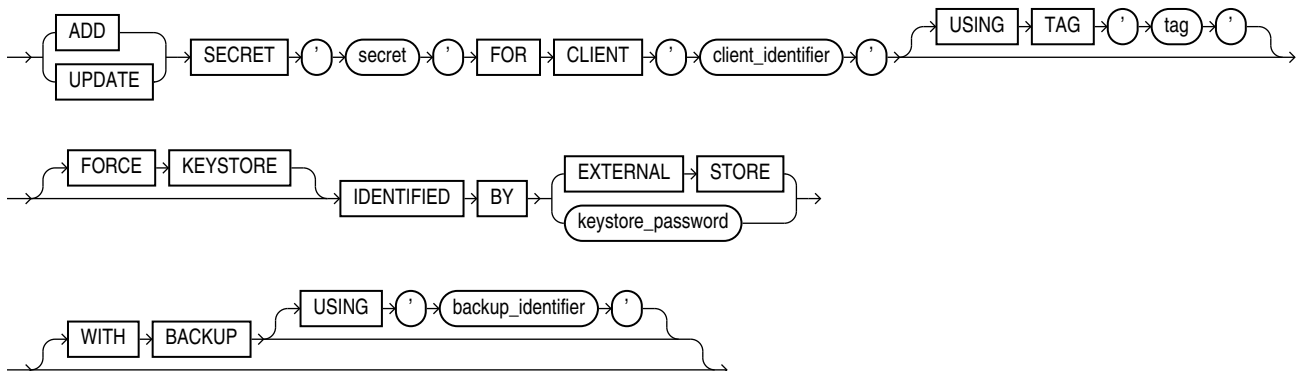 ADD USING TAG ' tag '
SECRET ' secret ' FOR CLIENT ' client_identifier '
UPDATE
FORCE KEYSTORE EXTERNAL STORE
IDENTIFIED BY
keystore_password
USING ' backup_identifier '
WITH BACKUP